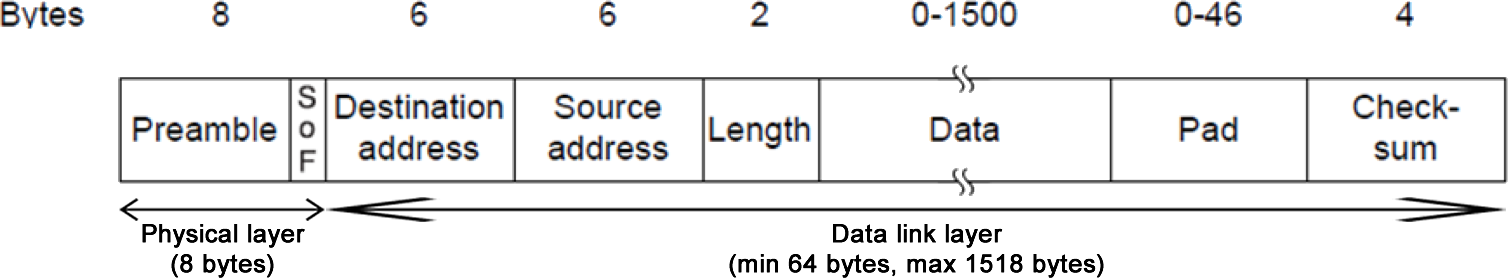 Bytes 8 6 6 2 0-1500 0-46 4
Preamble SoF Destination address Source address Length Data Pad Check-sum
Physical layer
(8 bytes)
Data link layer
(min 64 bytes, max 1518 bytes)